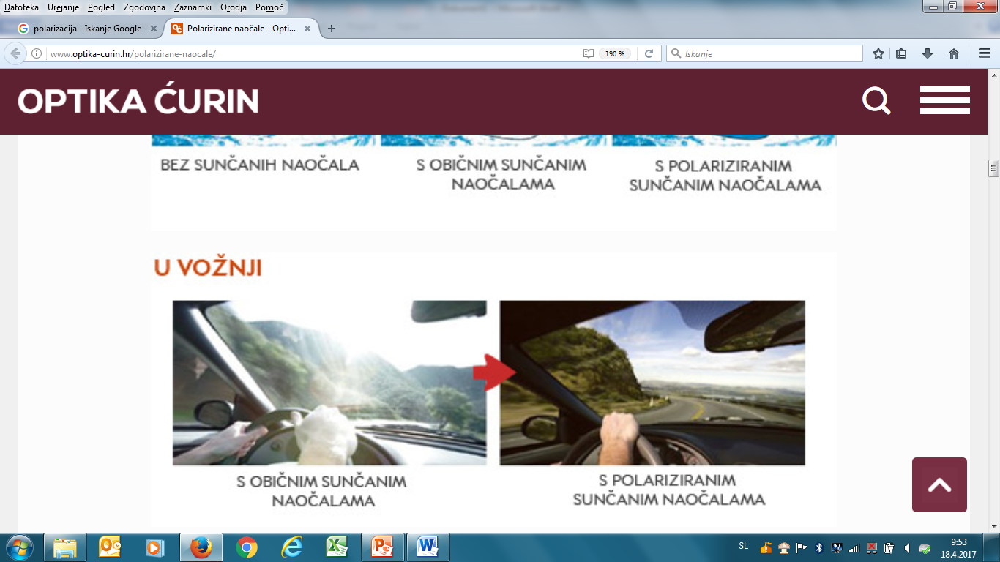 Datoteka Urejanje Pogled Zgodovina Zaznamki Orodja Pomoč
polarizacija - Iskanje Google
Polarizirane naočale - Opti...
www.optika-curin.hr/polarizirane-naocale/
190 %
Iskanje
OPTIKA ĆURIN
BEZ SUNČANIH NAOČALA
S OBIČNIM SUNČANIM
NAOČALAMA
S POLARIZIRANIM
SUNČANIM NAOČALAMA
U VOŽNJI
S OBIČNIM SUNČANIM
NAOČALAMA
S POLARIZIRANIM
SUNČANIM NAOČALAMA
SL
9:53
18.4.2017